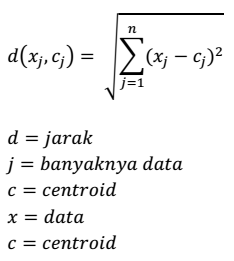 d(x_j, c_j) = √∑_{j=1}^{n} (x_j − c_j)²
d = jarak
j = banyaknya data
c = centroid
x = data
c = centroid